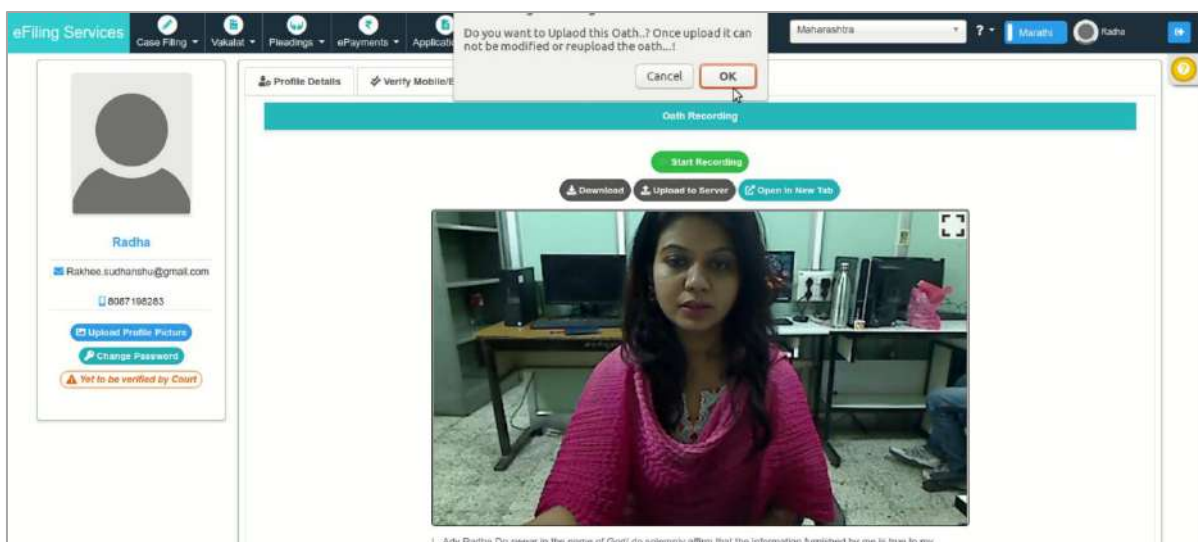 eFiling Services
Case Filing
Vakalat
Pleadings
ePayments
Do you want to Uplaod this Oath..? Once upload it can
not be modified or reupload the oath...!
Cancel
OK
Maharashtra
?
Marathi
Radha
Profile Details
Oath Recording
Start Recording
Download
Upload to Server
Open in New Tab
Radha
Rakhee.sudhanshu@gmail.com
8087198283
Upload Profile Picture
Change Password
Yet to be verified by Court